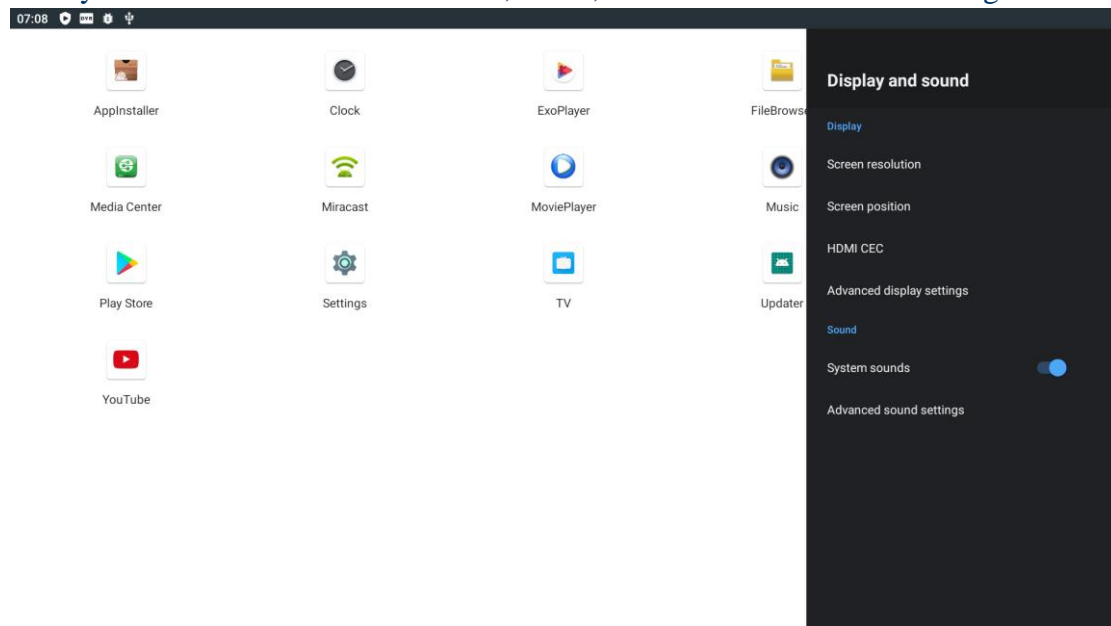 07:08
AppInstaller
Clock
ExoPlayer
Media Center
Miracast
MoviePlayer
Music
Play Store
Settings
TV
Updater
YouTube
Display and sound
Display
Screen resolution
Screen position
HDMI CEC
Advanced display settings
Sound
System sounds
Advanced sound settings